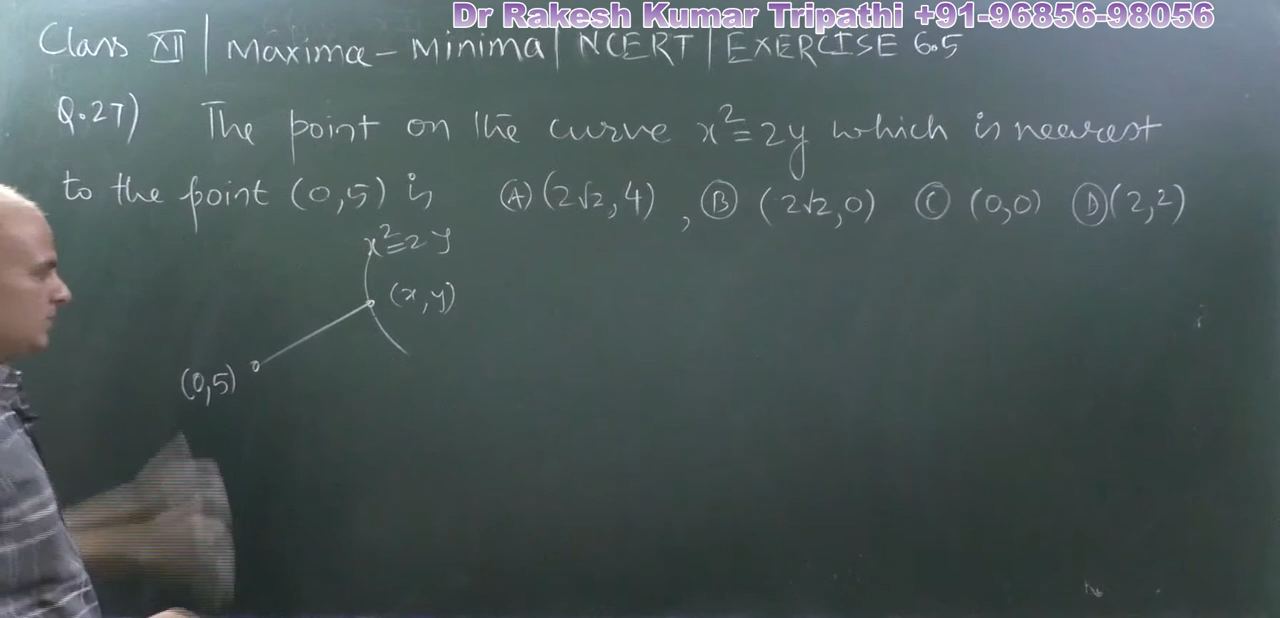 Dr Rakesh Kumar Tripathi +91-96856-98056
Class XII | Maxima - Minima | NCERT | EXERCISE 6.5
Q.27) The point on the curve x²=2y which is nearest
to the point (0,5) is Ⓐ (2√2,4) , Ⓑ (2√2,0) Ⓒ (0,0) Ⓓ (2,2)
x²=2y
(x,y)
(0,5)